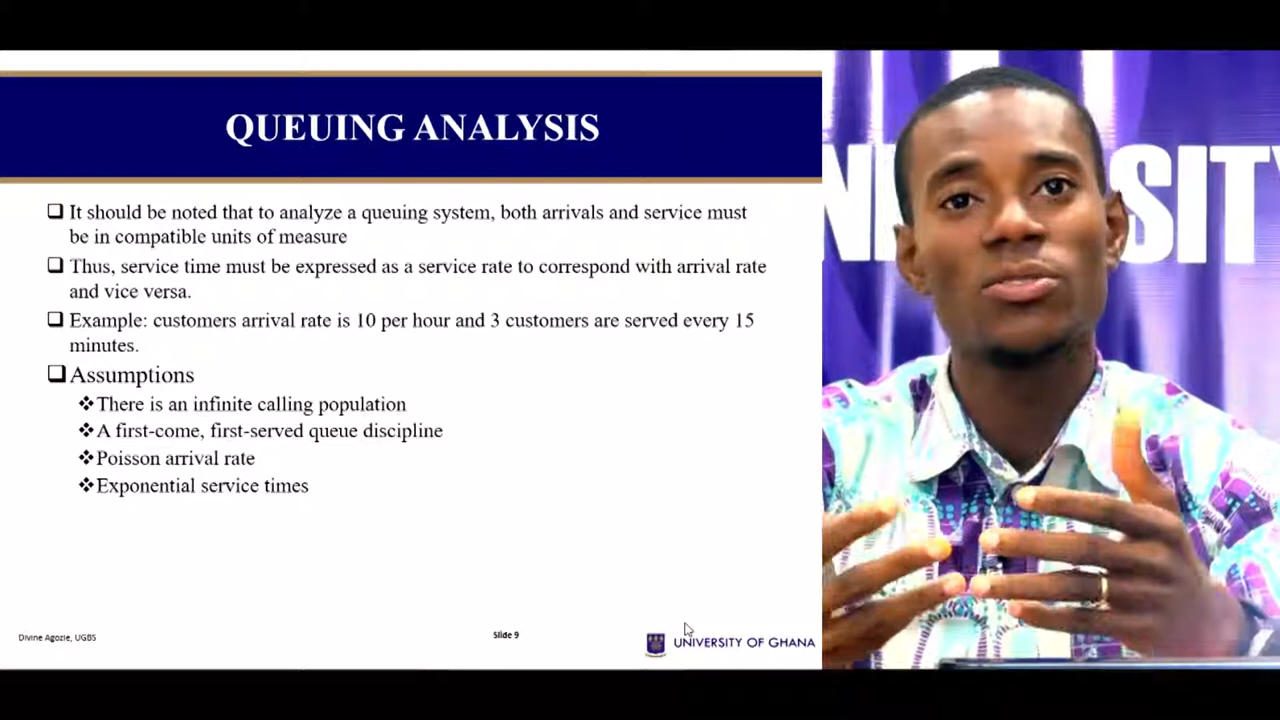 QUEUING ANALYSIS
❑ It should be noted that to analyze a queuing system, both arrivals and service must
be in compatible units of measure
❑ Thus, service time must be expressed as a service rate to correspond with arrival rate
and vice versa.
❑ Example: customers arrival rate is 10 per hour and 3 customers are served every 15
minutes.
❑ Assumptions
❖ There is an infinite calling population
❖ A first-come, first-served queue discipline
❖ Poisson arrival rate
❖ Exponential service times
Divine Agozie, UGBS
Slide 9
UNIVERSITY OF GHANA